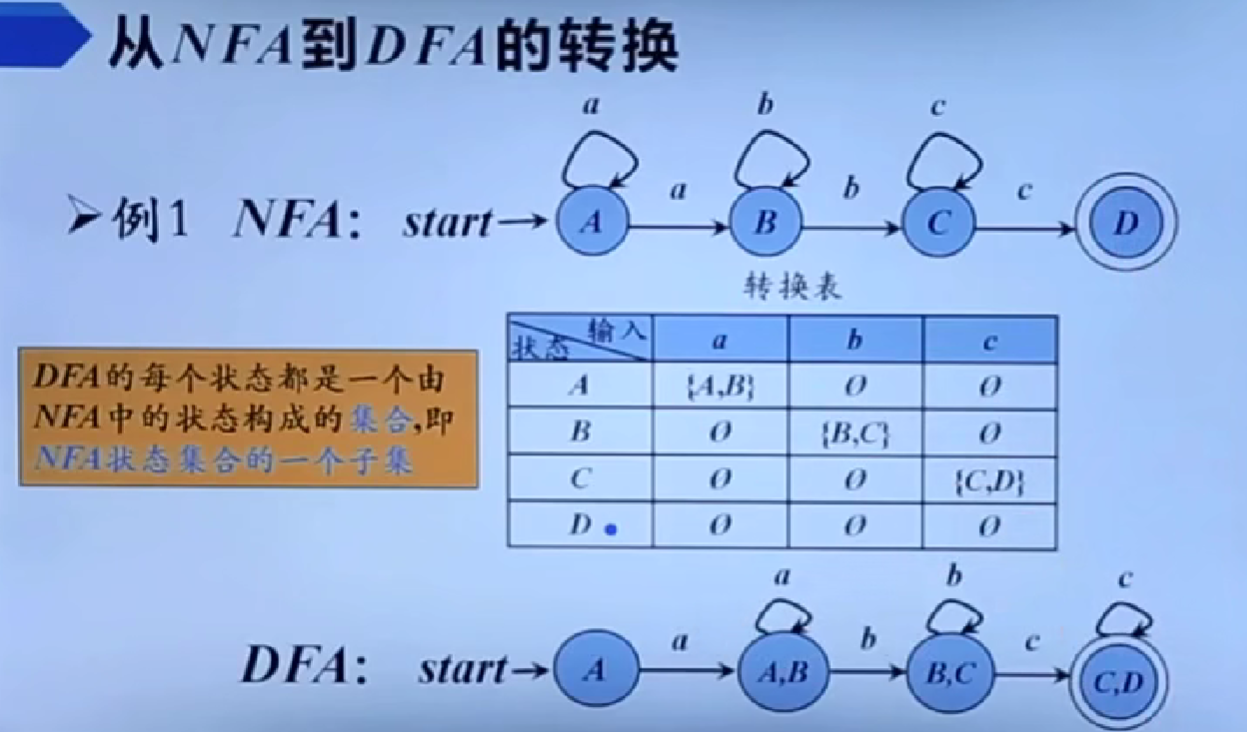 从NFA到DFA的转换
a b c
➢例1 NFA: start→ A a B b C c D
转换表
输入 状态 a b c
A {A,B} Ø Ø
B Ø {B,C} Ø
C Ø Ø {C,D}
D Ø Ø Ø
DFA的每个状态都是一个由
NFA中的状态构成的集合,即
NFA状态集合的一个子集
a b c
DFA: start→ A a A,B b B,C c C,D